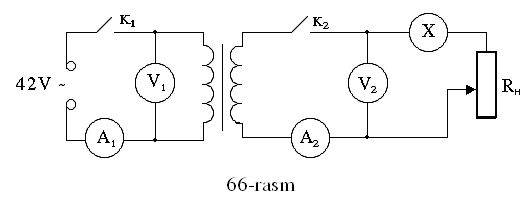 K₁ K₂ X
42V ~ V₁ V₂ Rн
A₁ A₂
66-rasm